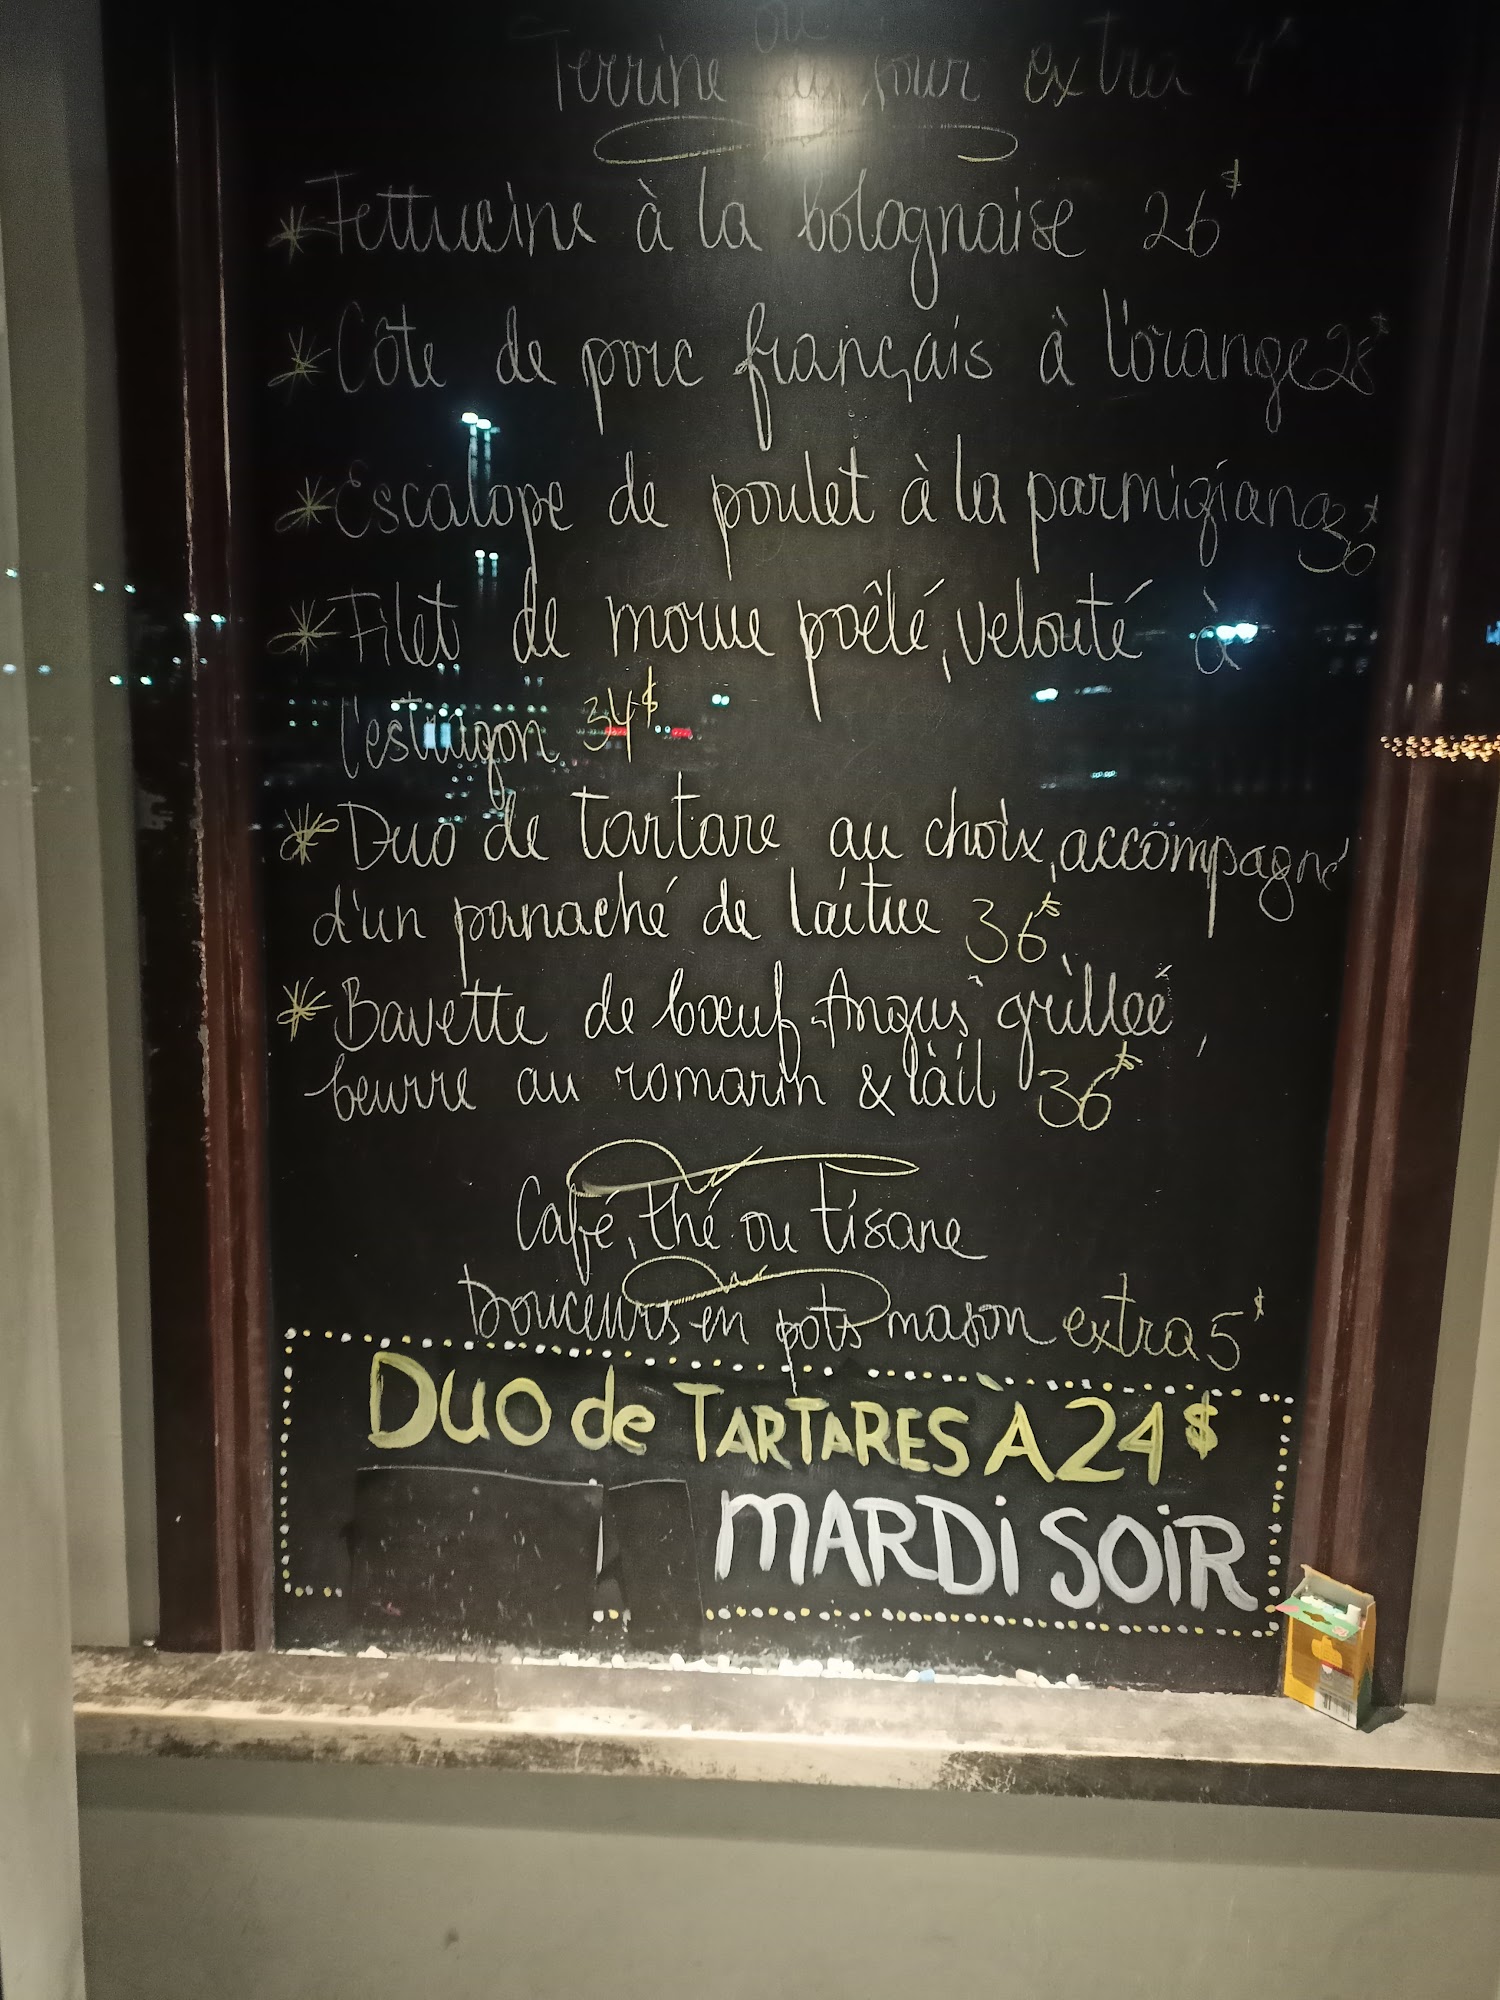 ou
Terrine du jour extra 4$
* Fettucine à la bolognaise 26$
* Côte de porc français à l'orange 28$
* Escalope de poulet à la parmigiana 30$
* Filet de morue poêlé, velouté à
l'estragon 34$
* Duo de tartare au choix, accompagné
d'un panaché de laitue 36$
* Bavette de bœuf "Angus" grillée,
beurre au romarin & l'ail 36$
Café, thé ou tisane
Douceurs en pots mason extra 5$
DUO de TARTARES À 24$
MARDI SOIR